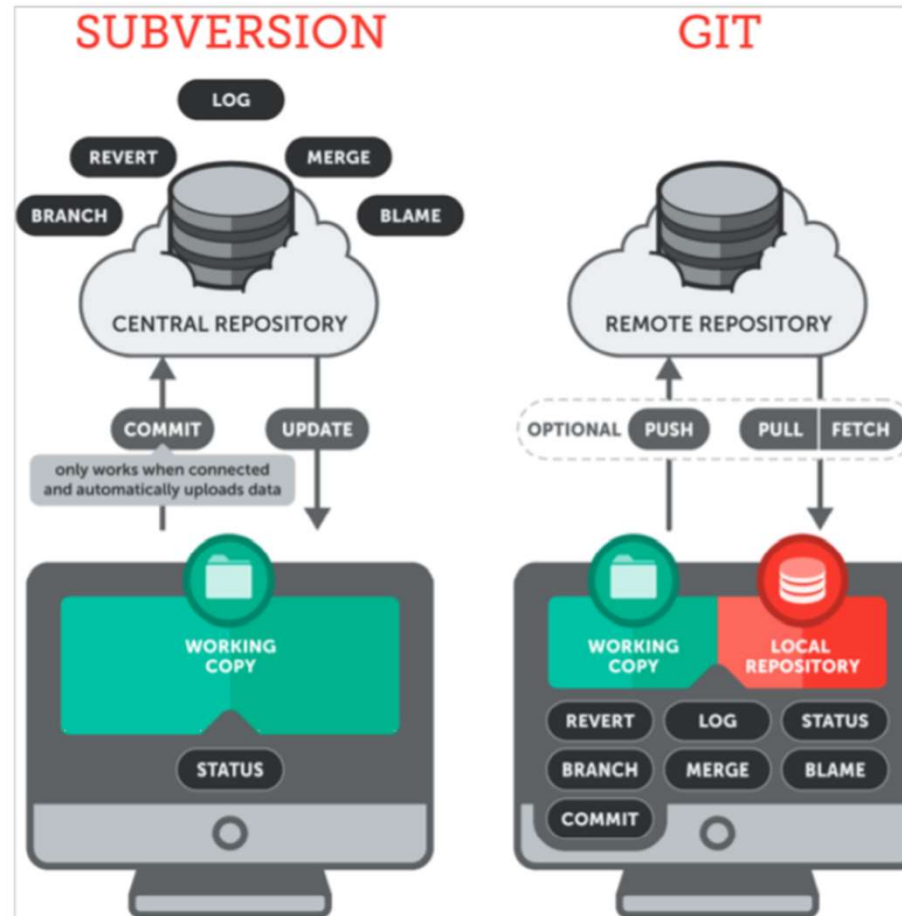 SUBVERSION
LOG
REVERT
MERGE
BRANCH
BLAME
CENTRAL REPOSITORY
COMMIT
UPDATE
only works when connected
and automatically uploads data
WORKING
COPY
STATUS
GIT
REMOTE REPOSITORY
OPTIONAL PUSH PULL FETCH
WORKING
COPY
LOCAL
REPOSITORY
REVERT LOG STATUS
BRANCH MERGE BLAME
COMMIT